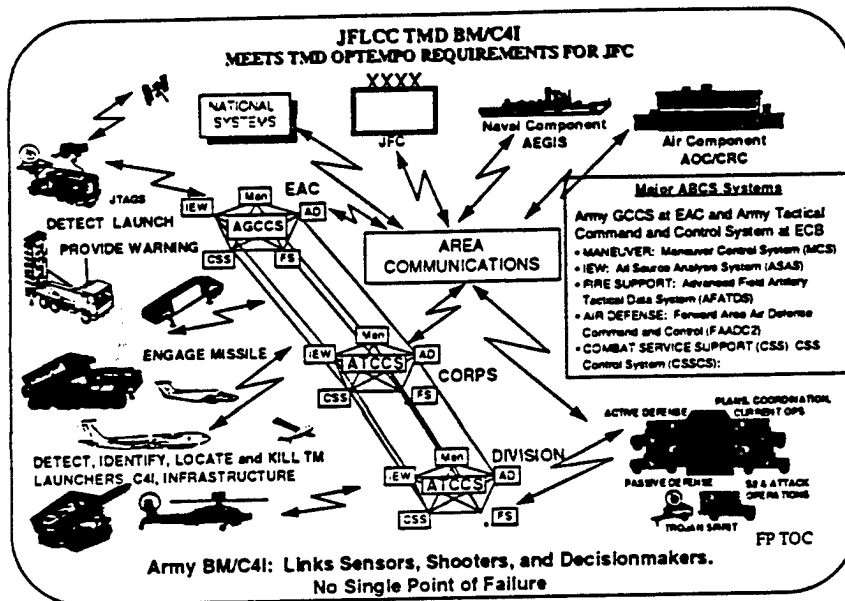 JFLCC TMD BM/C4I
MEETS TMD OPTEMPO REQUIREMENTS FOR JFC
XXXX
NATIONAL
SYSTEMS
JFC
Naval Component
AEGIS
Air Component
AOC/CRC
JTAGS
DETECT LAUNCH
PROVIDE WARNING
ENGAGE MISSILE
DETECT, IDENTIFY, LOCATE and KILL TM
LAUNCHERS, C4I, INFRASTRUCTURE
EAC
Man
IEW
AD
AGCCS
CSS
FS
AREA
COMMUNICATIONS
Major ABCS Systems
Army GCCS at EAC and Army Tactical
Command and Control System at ECB
• MANEUVER: Maneuver Control System (MCS)
• IEW: All Source Analysis System (ASAS)
• FIRE SUPPORT: Advanced Field Artillery
Tactical Data System (AFATDS)
• AIR DEFENSE: Forward Area Air Defense
Command and Control (FAADC2)
• COMBAT SERVICE SUPPORT (CSS) CSS
Control System (CSSCS):
Man
IEW
AD
ATCCS
CORPS
CSS
FS
Man
DIVISION
IEW
AD
ATCCS
CSS
FS
ACTIVE DEFENSE
PLANS, COORDINATION,
CURRENT OPS
PASSIVE DEFENSE
& ATTACK
OPERATIONS
TROJAN SPIRIT
FP TOC
Army BM/C4I: Links Sensors, Shooters, and Decisionmakers.
No Single Point of Failure